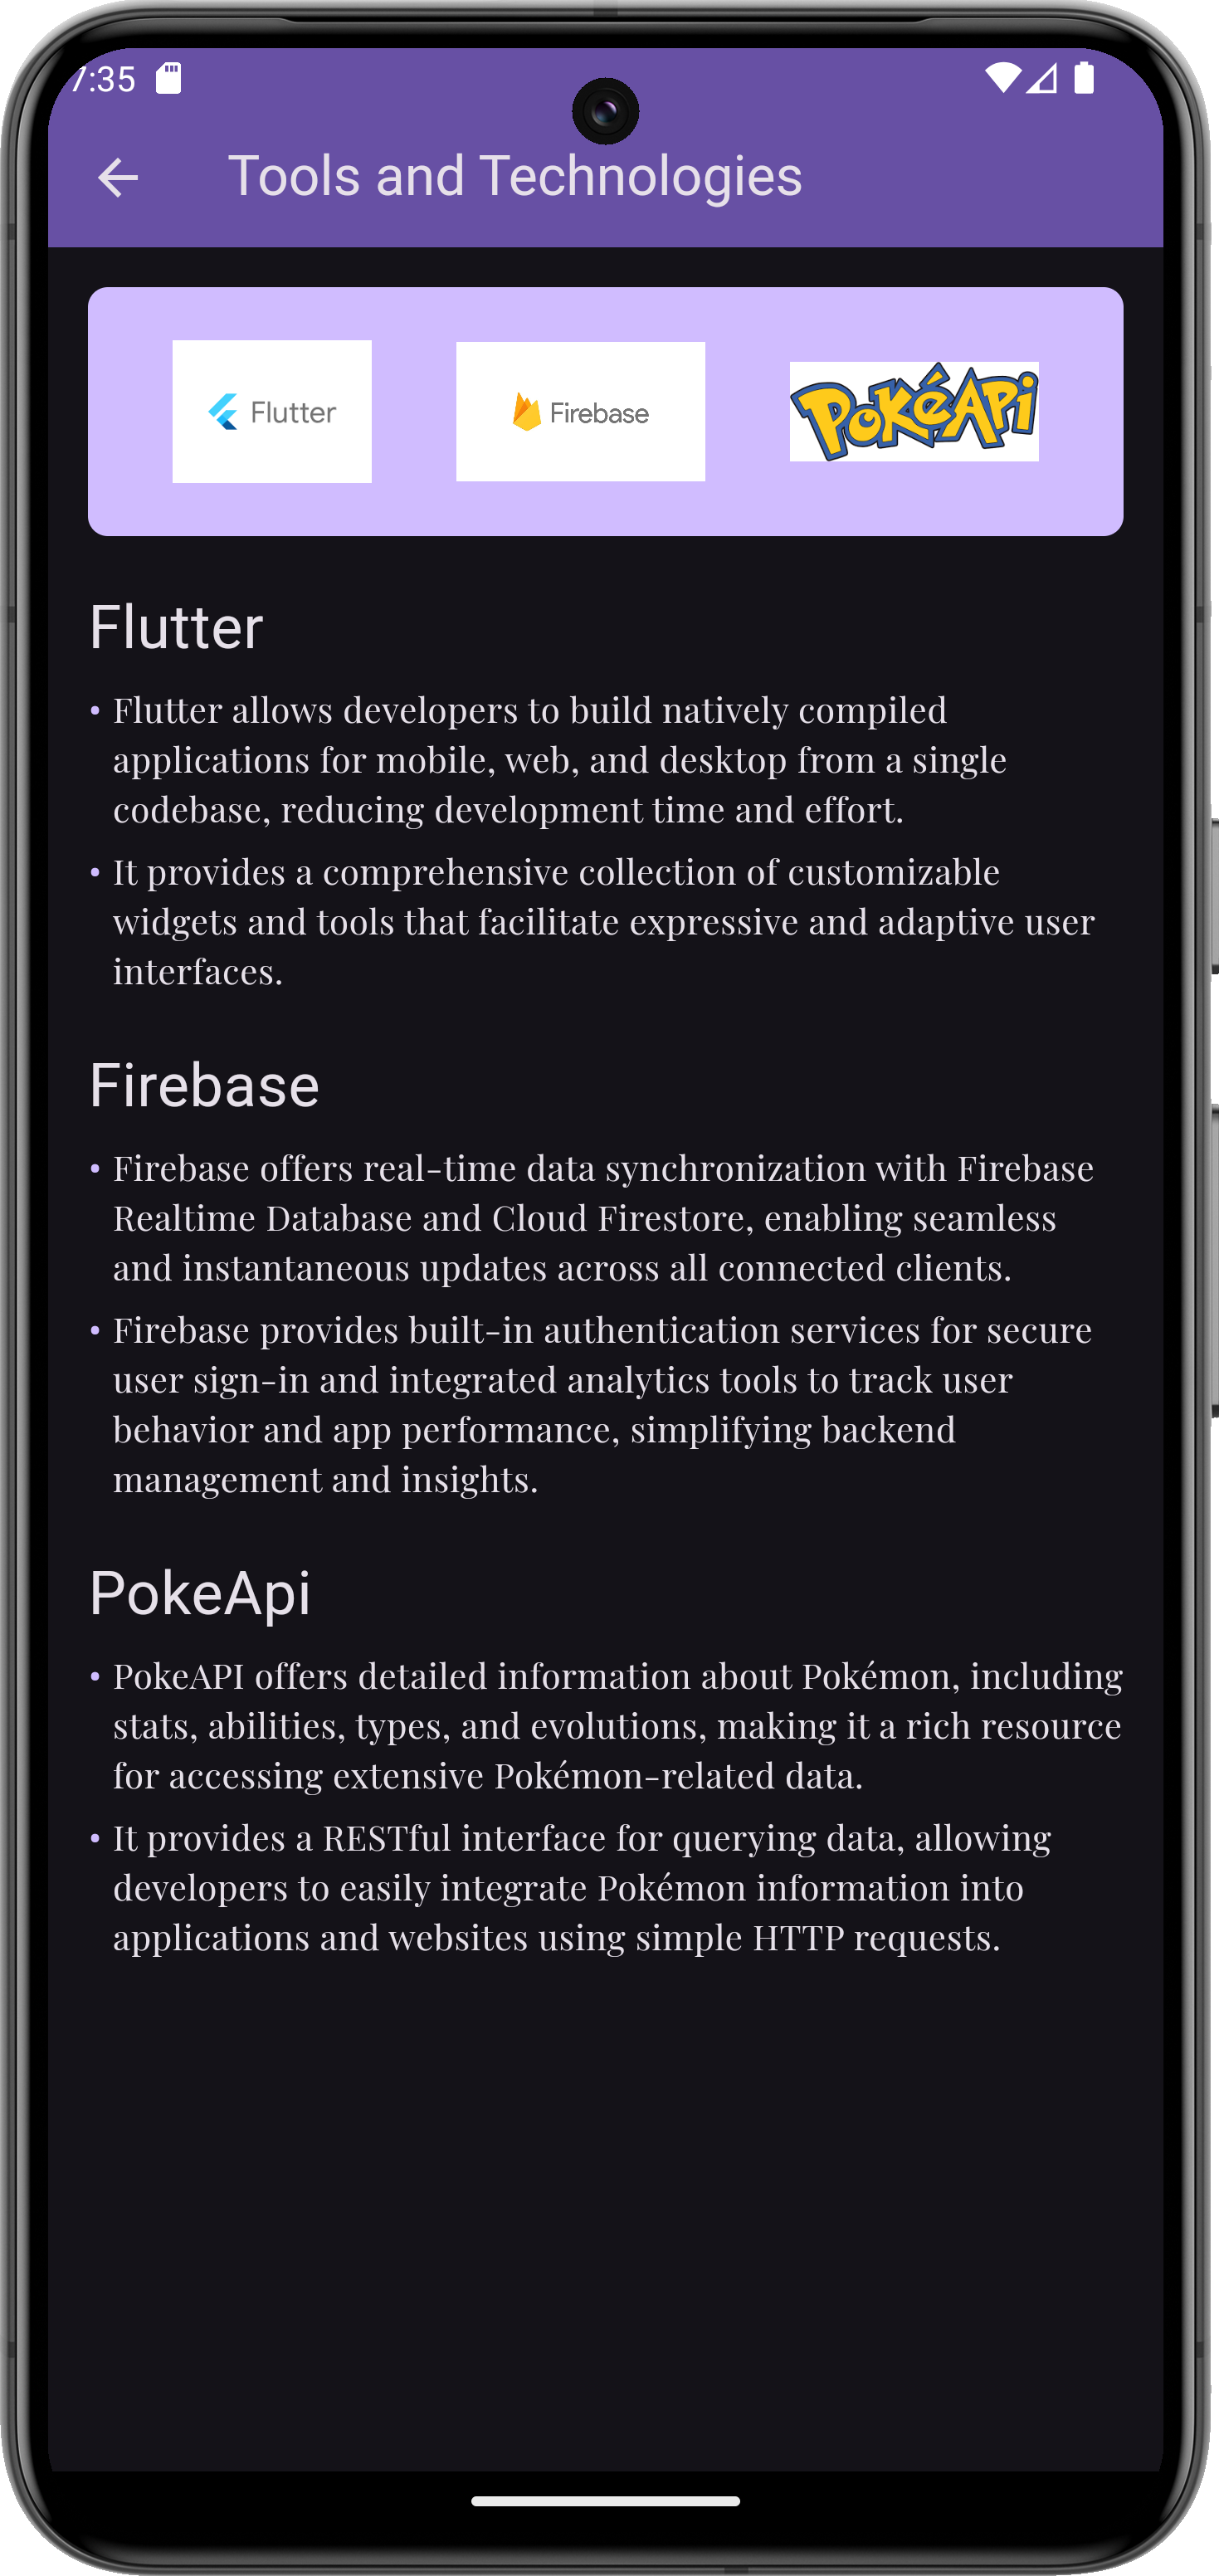 7:35
Tools and Technologies
Flutter
Firebase
PokéApi
Flutter
• Flutter allows developers to build natively compiled
applications for mobile, web, and desktop from a single
codebase, reducing development time and effort.
• It provides a comprehensive collection of customizable
widgets and tools that facilitate expressive and adaptive user
interfaces.
Firebase
• Firebase offers real-time data synchronization with Firebase
Realtime Database and Cloud Firestore, enabling seamless
and instantaneous updates across all connected clients.
• Firebase provides built-in authentication services for secure
user sign-in and integrated analytics tools to track user
behavior and app performance, simplifying backend
management and insights.
PokeApi
• PokeAPI offers detailed information about Pokémon, including
stats, abilities, types, and evolutions, making it a rich resource
for accessing extensive Pokémon-related data.
• It provides a RESTful interface for querying data, allowing
developers to easily integrate Pokémon information into
applications and websites using simple HTTP requests.